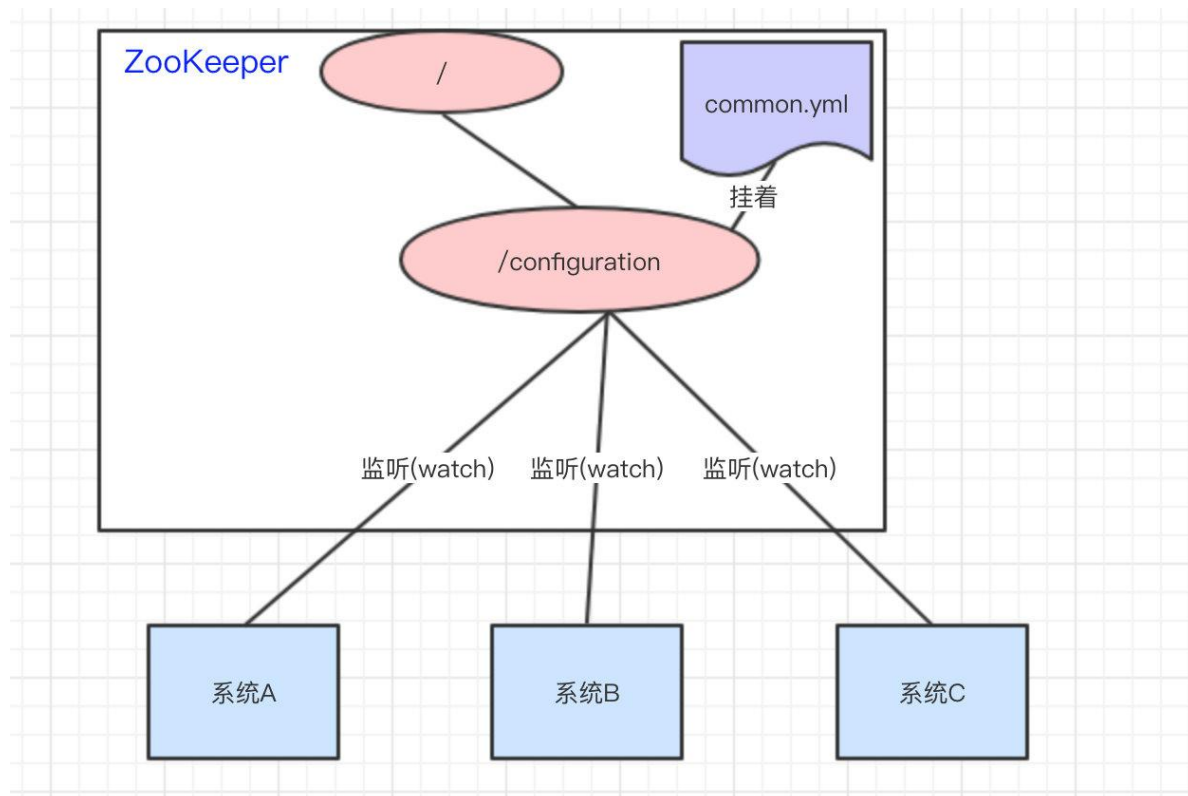 ZooKeeper
/
common.yml
挂着
/configuration
监听(watch)
监听(watch)
监听(watch)
系统A
系统B
系统C